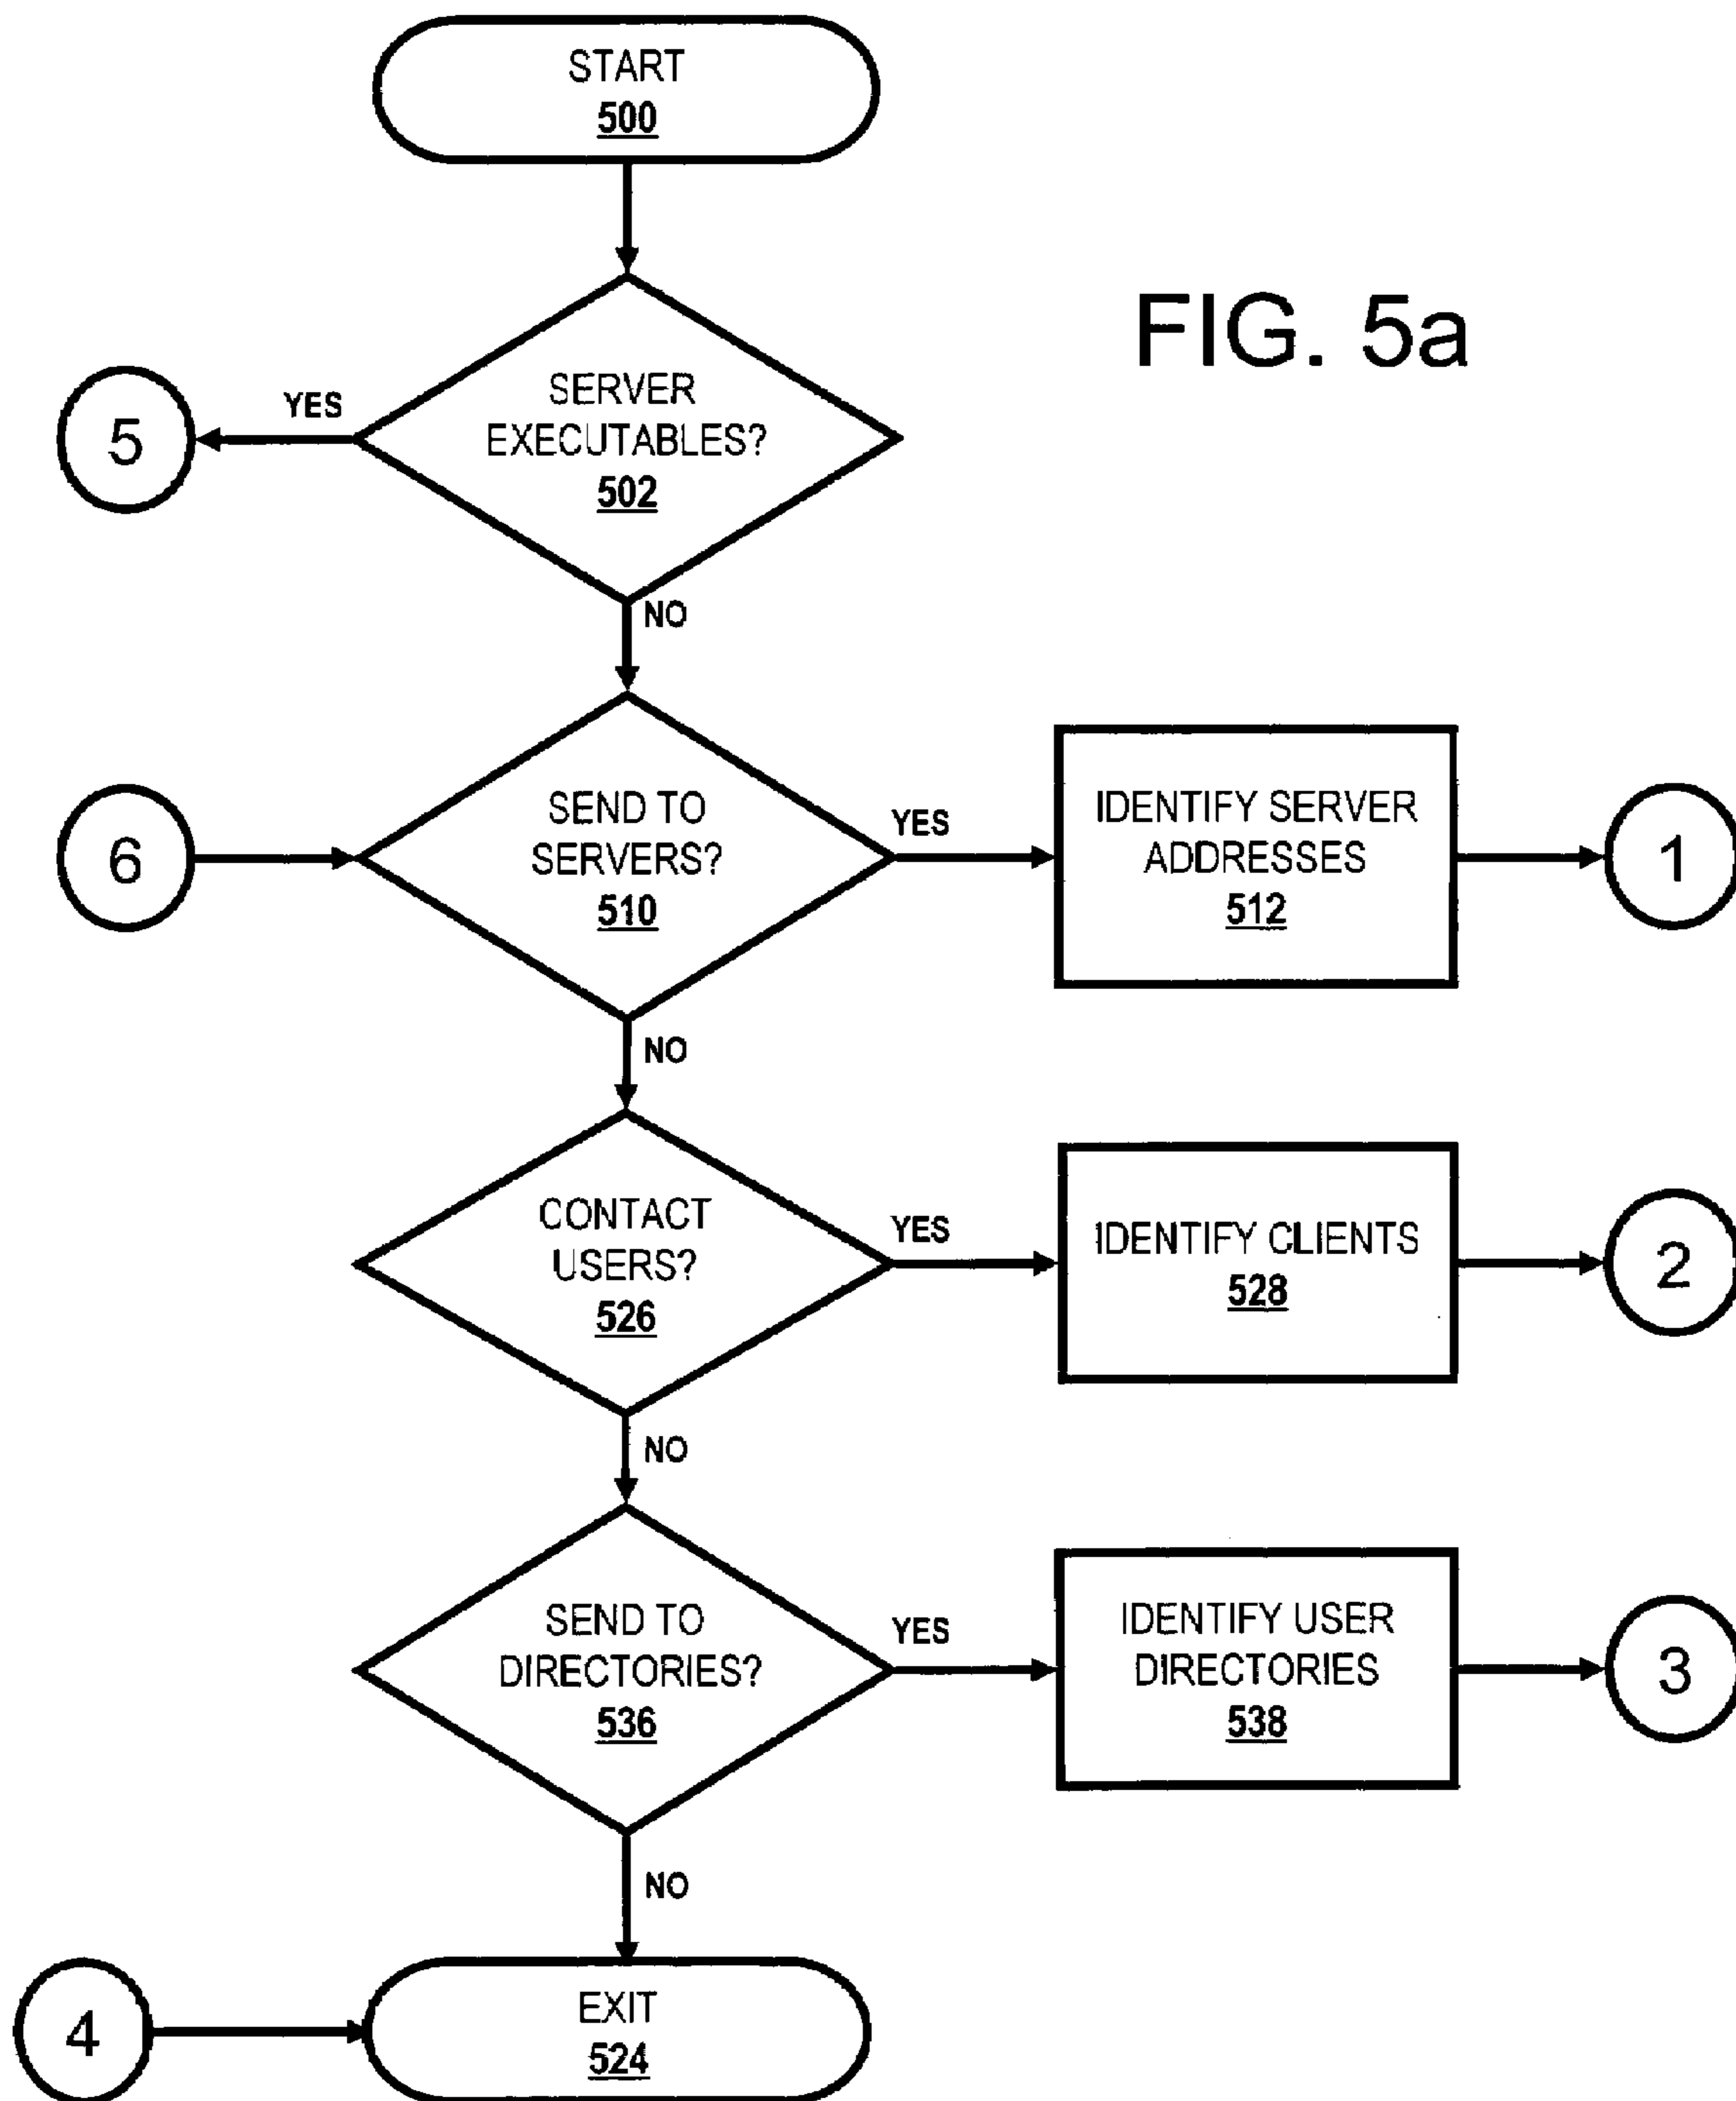 START
500
FIG. 5a
SERVER
EXECUTABLES?
502
YES
5
NO
6
SEND TO
SERVERS?
510
YES
IDENTIFY SERVER
ADDRESSES
512
1
NO
CONTACT
USERS?
526
YES
IDENTIFY CLIENTS
528
2
NO
SEND TO
DIRECTORIES?
536
YES
IDENTIFY USER
DIRECTORIES
538
3
NO
4
EXIT
524